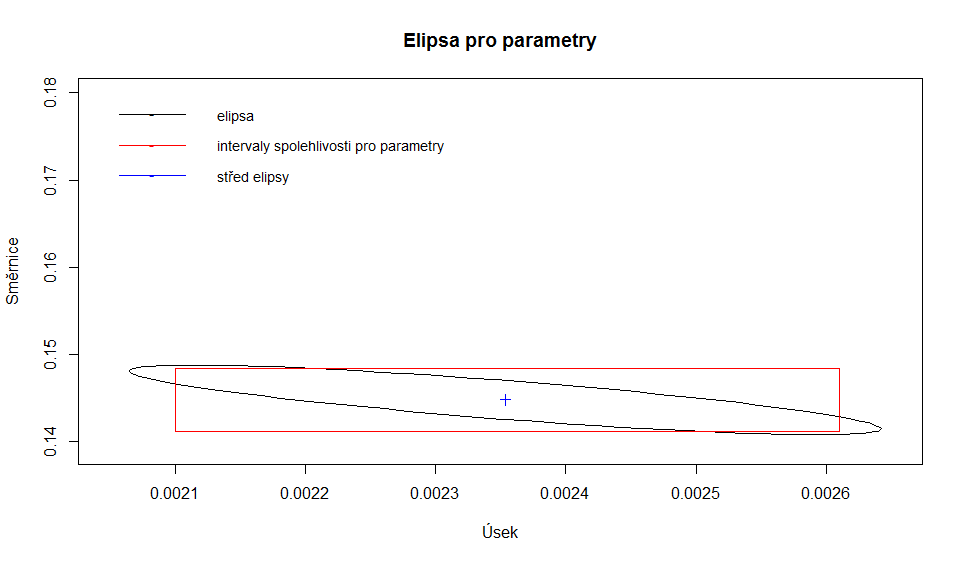 Elipsa pro parametry
elipsa
intervaly spolehlivosti pro parametry
střed elipsy
Směrnice
0.18
0.17
0.16
0.15
0.14
0.0021 0.0022 0.0023 0.0024 0.0025 0.0026
Úsek